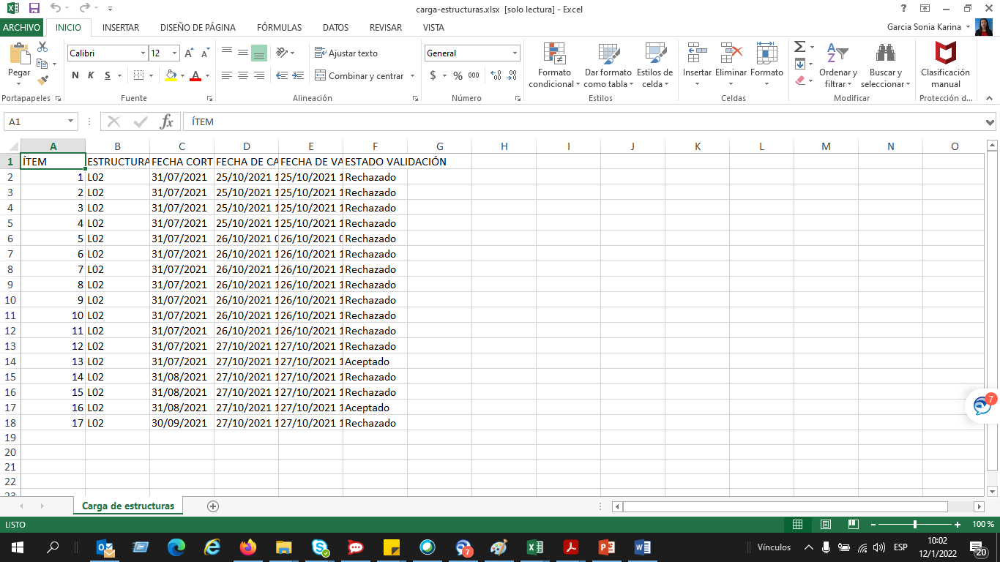 carga-estructuras.xlsx [solo lectura] - Excel
ARCHIVO INICIO INSERTAR DISEÑO DE PÁGINA FÓRMULAS DATOS REVISAR VISTA Garcia Sonia Karina
Pegar
Portapapeles
Calibri 12
N K S A
Fuente
Ajustar texto
Combinar y centrar
Alineación
General
$ % 000
Número
Formato condicional
Dar formato como tabla
Estilos de celda
Estilos
Insertar Eliminar Formato
Celdas
Ordenar y filtrar
Buscar y seleccionar
Modificar
Clasificación manual
Protección d...
A1 fx ÍTEM
A B C D E F G H I J K L M N O
1 ÍTEM ESTRUCTURA FECHA CORT FECHA DE CA FECHA DE VA ESTADO VALIDACIÓN
2 1 L02 31/07/2021 25/10/2021 1 25/10/2021 1 Rechazado
3 2 L02 31/07/2021 25/10/2021 1 25/10/2021 1 Rechazado
4 3 L02 31/07/2021 25/10/2021 1 25/10/2021 1 Rechazado
5 4 L02 31/07/2021 25/10/2021 1 25/10/2021 1 Rechazado
6 5 L02 31/07/2021 26/10/2021 0 26/10/2021 0 Rechazado
7 6 L02 31/07/2021 26/10/2021 1 26/10/2021 1 Rechazado
8 7 L02 31/07/2021 26/10/2021 1 26/10/2021 1 Rechazado
9 8 L02 31/07/2021 26/10/2021 1 26/10/2021 1 Rechazado
10 9 L02 31/07/2021 26/10/2021 1 26/10/2021 1 Rechazado
11 10 L02 31/07/2021 26/10/2021 1 26/10/2021 1 Rechazado
12 11 L02 31/07/2021 26/10/2021 1 26/10/2021 1 Rechazado
13 12 L02 31/07/2021 27/10/2021 1 27/10/2021 1 Rechazado
14 13 L02 31/07/2021 27/10/2021 1 27/10/2021 1 Aceptado
15 14 L02 31/08/2021 27/10/2021 1 27/10/2021 1 Rechazado
16 15 L02 31/08/2021 27/10/2021 1 27/10/2021 1 Rechazado
17 16 L02 31/08/2021 27/10/2021 1 27/10/2021 1 Aceptado
18 17 L02 30/09/2021 27/10/2021 1 27/10/2021 1 Rechazado
19
20
21
22
23
7
Carga de estructuras
LISTO 100 %
7
Vínculos ESP 10:02
12/1/2022
20